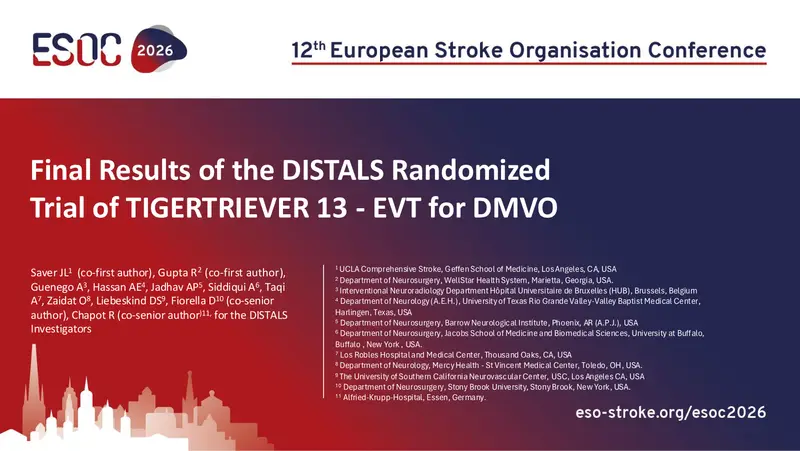 ESOC 2026
12th European Stroke Organisation Conference
Final Results of the DISTALS Randomized
Trial of TIGERTRIEVER 13 - EVT for DMVO
Saver JL1 (co-first author), Gupta R2 (co-first author),
Guenego A3, Hassan AE4, Jadhav AP5, Siddiqui A6, Taqi
A7, Zaidat O8, Liebeskind DS9, Fiorella D10 (co-senior
author), Chapot R (co-senior author)11, for the DISTALS
Investigators
1 UCLA Comprehensive Stroke, Geffen School of Medicine, Los Angeles, CA, USA
2 Department of Neurosurgery, WellStar Health System, Marietta, Georgia, USA.
3 Interventional Neuroradiology Department Hôpital Universitaire de Bruxelles (HUB), Brussels, Belgium
4 Department of Neurology (A.E.H.), University of Texas Rio Grande Valley-Valley Baptist Medical Center,
Harlingen, Texas, USA
5 Department of Neurosurgery, Barrow Neurological Institute, Phoenix, AR (A.P.J.), USA
6 Department of Neurosurgery, Jacobs School of Medicine and Biomedical Sciences, University at Buffalo,
Buffalo , New York , USA.
7 Los Robles Hospital and Medical Center, Thousand Oaks, CA, USA
8 Department of Neurology, Mercy Health - St Vincent Medical Center, Toledo, OH, USA.
9 The University of Southern California Neurovascular Center, USC, Los Angeles CA, USA
10 Department of Neurosurgery, Stony Brook University, Stony Brook, New York, USA.
11 Alfried-Krupp-Hospital, Essen, Germany.
eso-stroke.org/esoc2026